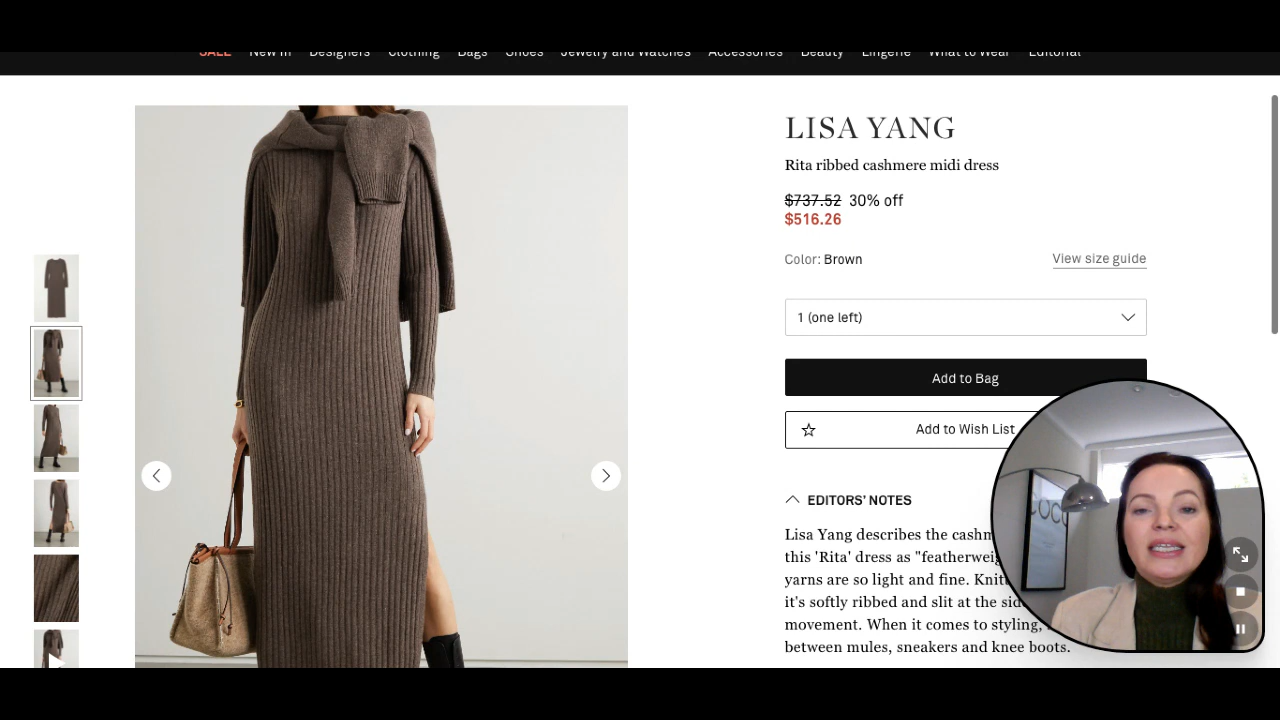 SALE New In Designers Clothing Bags Shoes Jewelry and Watches Accessories Beauty Lingerie What to Wear Editorial
LISA YANG
Rita ribbed cashmere midi dress
$737.52 30% off
$516.26
Color: Brown View size guide
1 (one left)
Add to Bag
Add to Wish List
EDITORS' NOTES
Lisa Yang describes the
this 'Rita' dress as
yarns are so light and fine.
it's softly ribbed and slit at the
movement. When it comes to styling,
between mules, sneakers and knee boots.